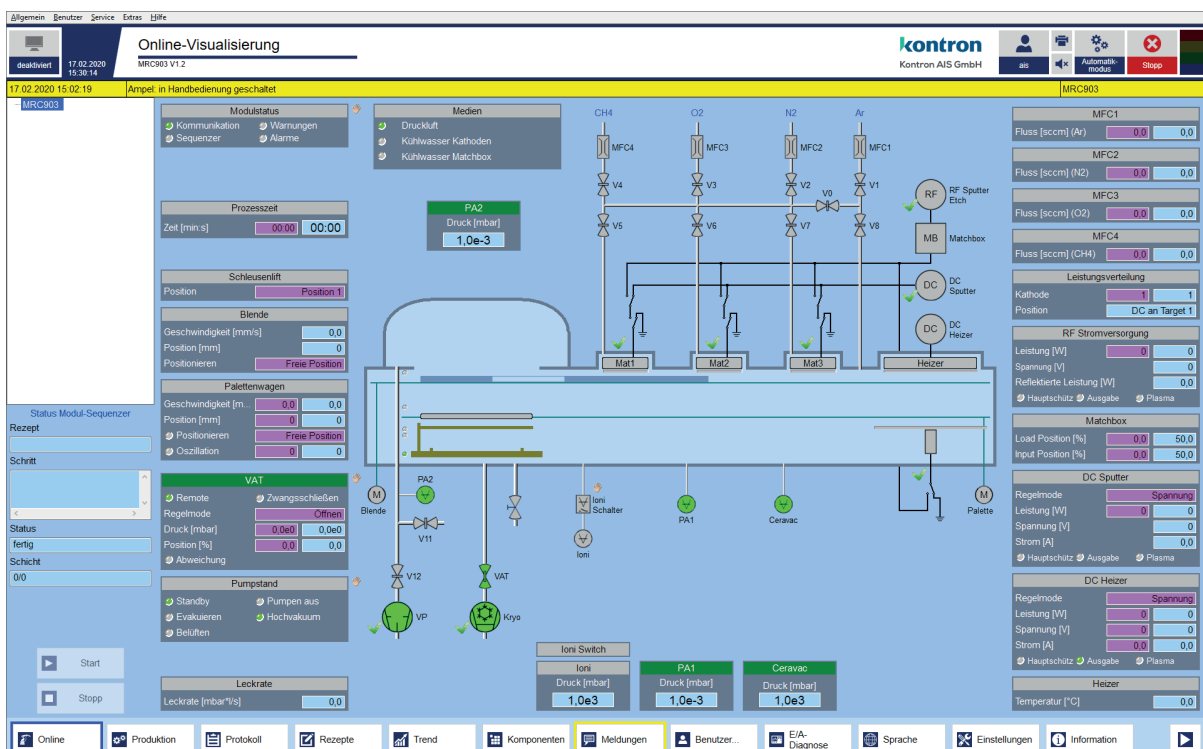 Allgemein Benutzer Service Extras Hilfe
deaktiviert
17.02.2020
15:30:14
Online-Visualisierung
MRC903 V1.2
kontron
Kontron AIS GmbH
ais
Automatik-
modus
Stopp
17.02.2020 15:02:19 Ampel: in Handbedienung geschaltet MRC903
MRC903
Modulstatus
Kommunikation Warnungen
Sequenzer Alarme
Medien
Druckluft
Kühlwasser Kathoden
Kühlwasser Matchbox
Prozesszeit
Zeit [min:s] 00:00 00:00
PA2
Druck [mbar]
1,0e-3
Schleusenlift
Position Position 1
Blende
Geschwindigkeit [mm/s] 0,0
Position [mm] 0
Positionieren Freie Position
Palettenwagen
Geschwindigkeit [m... 0,0 0,0
Position [mm] 0 0
Positionieren Freie Position
Oszillation 0 0
VAT
Remote Zwangsschließen
Regelmode Öffnen
Druck [mbar] 0,0e0 0,0e0
Position [%] 0,0 0,0
Abweichung
Pumpstand
Standby Pumpen aus
Evakuieren Hochvakuum
Belüften
Leckrate
Leckrate [mbar*l/s] 0,0
Status Modul-Sequenzer
Rezept
Schritt
Status
fertig
Schicht
0/0
Start
Stopp
CH4 O2 N2 Ar
MFC4 MFC3 MFC2 MFC1
V4 V3 V2 V0 V1
V5 V6 V7 V8
RF RF Sputter
Etch
MB Matchbox
DC DC
Sputter
DC DC
Heizer
Mat1 Mat2 Mat3 Heizer
M
Blende
PA2
V11
V12
VAT
VP
Kryo
Ioni
Schalter
Ioni
PA1
Ceravac
M
Palette
Ioni Switch
Ioni
Druck [mbar]
1,0e3
PA1
Druck [mbar]
1,0e-3
Ceravac
Druck [mbar]
1,0e3
MFC1
Fluss [sccm] (Ar) 0,0 0,0
MFC2
Fluss [sccm] (N2) 0,0 0,0
MFC3
Fluss [sccm] (O2) 0,0 0,0
MFC4
Fluss [sccm] (CH4) 0,0 0,0
Leistungsverteilung
Kathode 1 1
Position DC an Target 1
RF Stromversorgung
Leistung [W] 0 0
Spannung [V] 0
Reflektierte Leistung [W] 0,0
Hauptschütz Ausgabe Plasma
Matchbox
Load Position [%] 0,0 50,0
Input Position [%] 0,0 50,0
DC Sputter
Regelmode Spannung
Leistung [W] 0 0
Spannung [V] 0
Strom [A] 0,0
Hauptschütz Ausgabe Plasma
DC Heizer
Regelmode Spannung
Leistung [W] 0 0
Spannung [V] 0 0
Strom [A] 0,0 0,0
Hauptschütz Ausgabe Plasma
Heizer
Temperatur [°C] 0,0
Online Produktion Protokoll Rezepte Trend Komponenten Meldungen Benutzer... E/A-
Diagnose Sprache Einstellungen Information